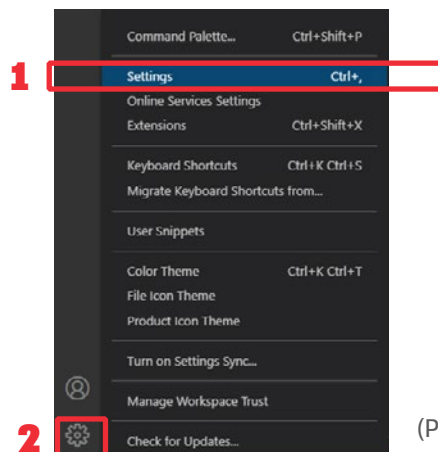 Command Palette... Ctrl+Shift+P
1
Settings Ctrl+,
Online Services Settings
Extensions Ctrl+Shift+X
Keyboard Shortcuts Ctrl+K Ctrl+S
Migrate Keyboard Shortcuts from...
User Snippets
Color Theme Ctrl+K Ctrl+T
File Icon Theme
Product Icon Theme
Turn on Settings Sync...
Manage Workspace Trust
2
Check for Updates...
(P